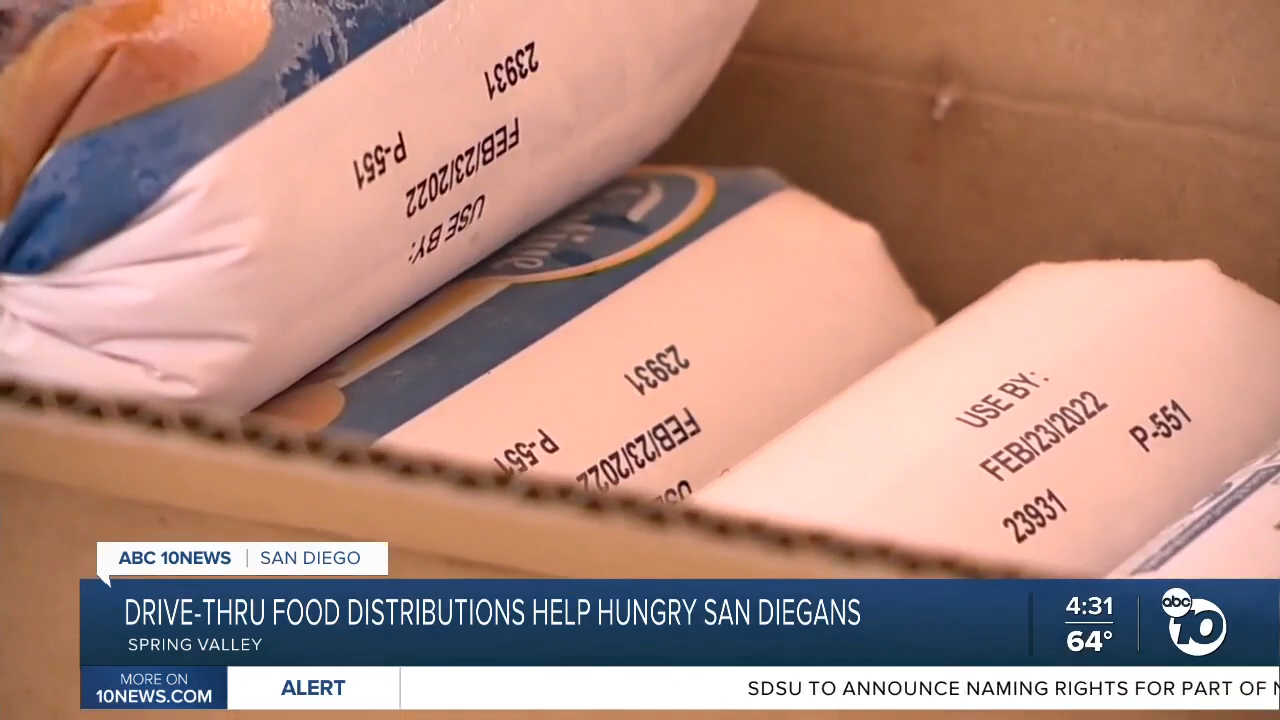 23931
P-551
FEB/23/2022
USE BY:
23931
P-551
FEB/23/2022
USE BY:
FEB/23/2022
P-551
23931
ABC 10NEWS | SAN DIEGO
DRIVE-THRU FOOD DISTRIBUTIONS HELP HUNGRY SAN DIEGANS
SPRING VALLEY
4:31
64°
abc
10
MORE ON
10NEWS.COM
ALERT
SDSU TO ANNOUNCE NAMING RIGHTS FOR PART OF